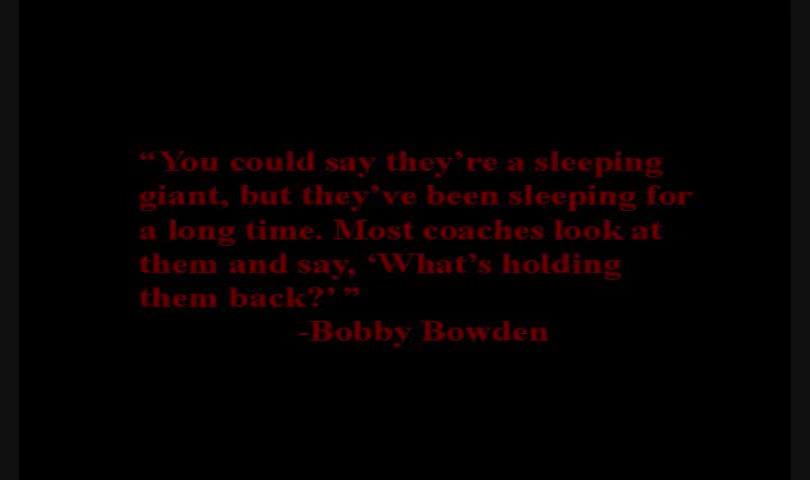 “You could say they’re a sleeping
giant, but they’ve been sleeping for
a long time. Most coaches look at
them and say, ‘What’s holding
them back?’ ”
-Bobby Bowden